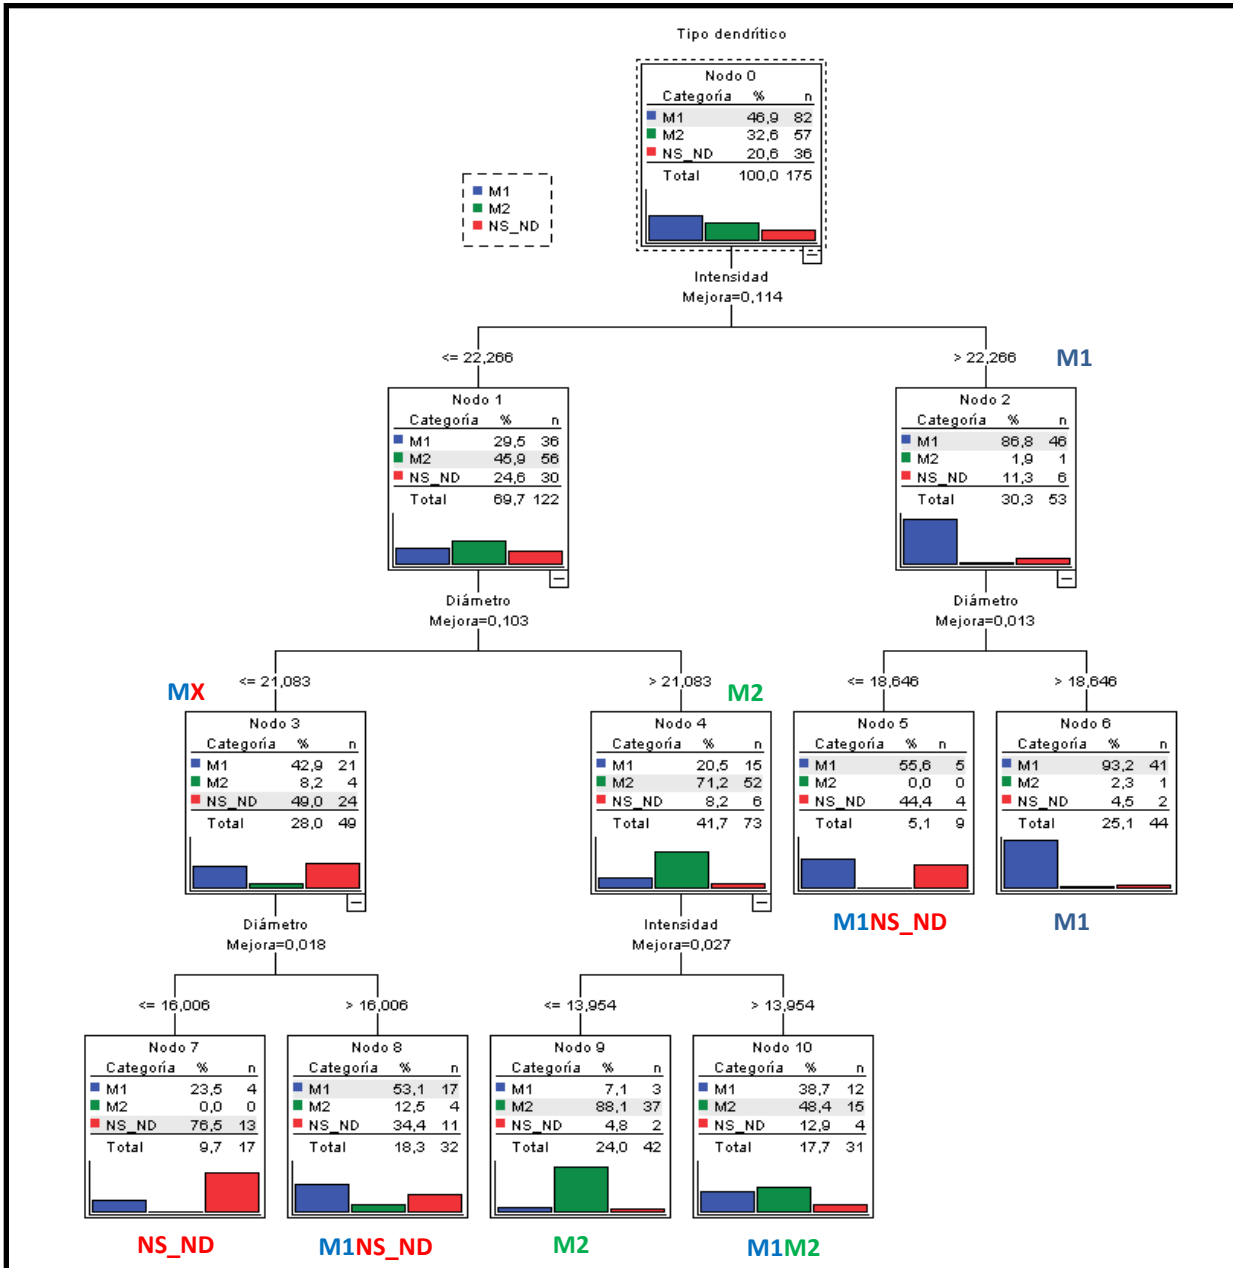 Tipo dendrítico
Nodo 0
Categoría % n
M1 46,9 82
M2 32,6 57
NS_ND 20,6 36
Total 100,0 175
M1
M2
NS_ND
Intensidad
Mejora=0,114
<= 22,266
> 22,266
M1
Nodo 1
Categoría % n
M1 29,5 36
M2 45,9 56
NS_ND 24,6 30
Total 69,7 122
Nodo 2
Categoría % n
M1 86,8 46
M2 1,9 1
NS_ND 11,3 6
Total 30,3 53
Diámetro
Mejora=0,103
Diámetro
Mejora=0,013
MX
<= 21,083
> 21,083
M2
<= 18,646
> 18,646
Nodo 3
Categoría % n
M1 42,9 21
M2 8,2 4
NS_ND 49,0 24
Total 28,0 49
Nodo 4
Categoría % n
M1 20,5 15
M2 71,2 52
NS_ND 8,2 6
Total 41,7 73
Nodo 5
Categoría % n
M1 55,6 5
M2 0,0 0
NS_ND 44,4 4
Total 5,1 9
Nodo 6
Categoría % n
M1 93,2 41
M2 2,3 1
NS_ND 4,5 2
Total 25,1 44
M1NS_ND
M1
Diámetro
Mejora=0,018
Intensidad
Mejora=0,027
<= 16,006
> 16,006
<= 13,954
> 13,954
Nodo 7
Categoría % n
M1 23,5 4
M2 0,0 0
NS_ND 76,5 13
Total 9,7 17
Nodo 8
Categoría % n
M1 53,1 17
M2 12,5 4
NS_ND 34,4 11
Total 18,3 32
Nodo 9
Categoría % n
M1 7,1 3
M2 88,1 37
NS_ND 4,8 2
Total 24,0 42
Nodo 10
Categoría % n
M1 38,7 12
M2 48,4 15
NS_ND 12,9 4
Total 17,7 31
NS_ND
M1NS_ND
M2
M1M2